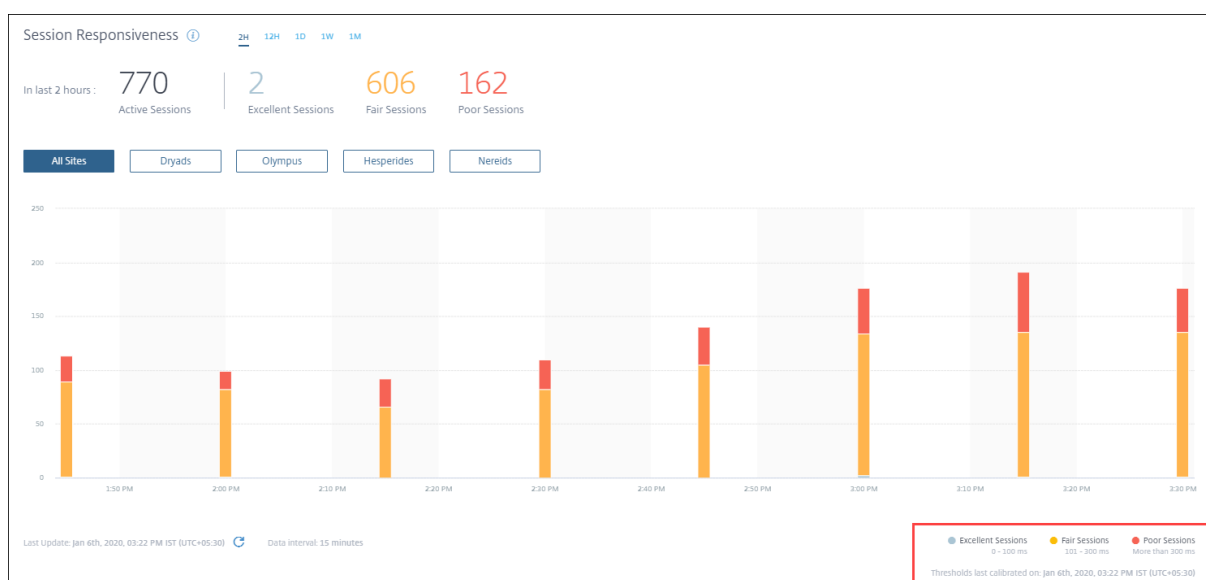 Session Responsiveness i 2H 12H 1D 1W 1M
In last 2 hours : 770 2 606 162
Active Sessions Excellent Sessions Fair Sessions Poor Sessions
All Sites Dryads Olympus Hesperides Nereids
250
200
150
100
50
0
1:50 PM 2:00 PM 2:10 PM 2:20 PM 2:30 PM 2:40 PM 2:50 PM 3:00 PM 3:10 PM 3:20 PM 3:30 PM
Last Update: Jan 6th, 2020, 03:22 PM IST (UTC+05:30) Data interval: 15 minutes
Excellent Sessions Fair Sessions Poor Sessions
0 - 100 ms 101 - 300 ms More than 300 ms
Thresholds last calibrated on: Jan 6th, 2020, 03:22 PM IST (UTC+05:30)